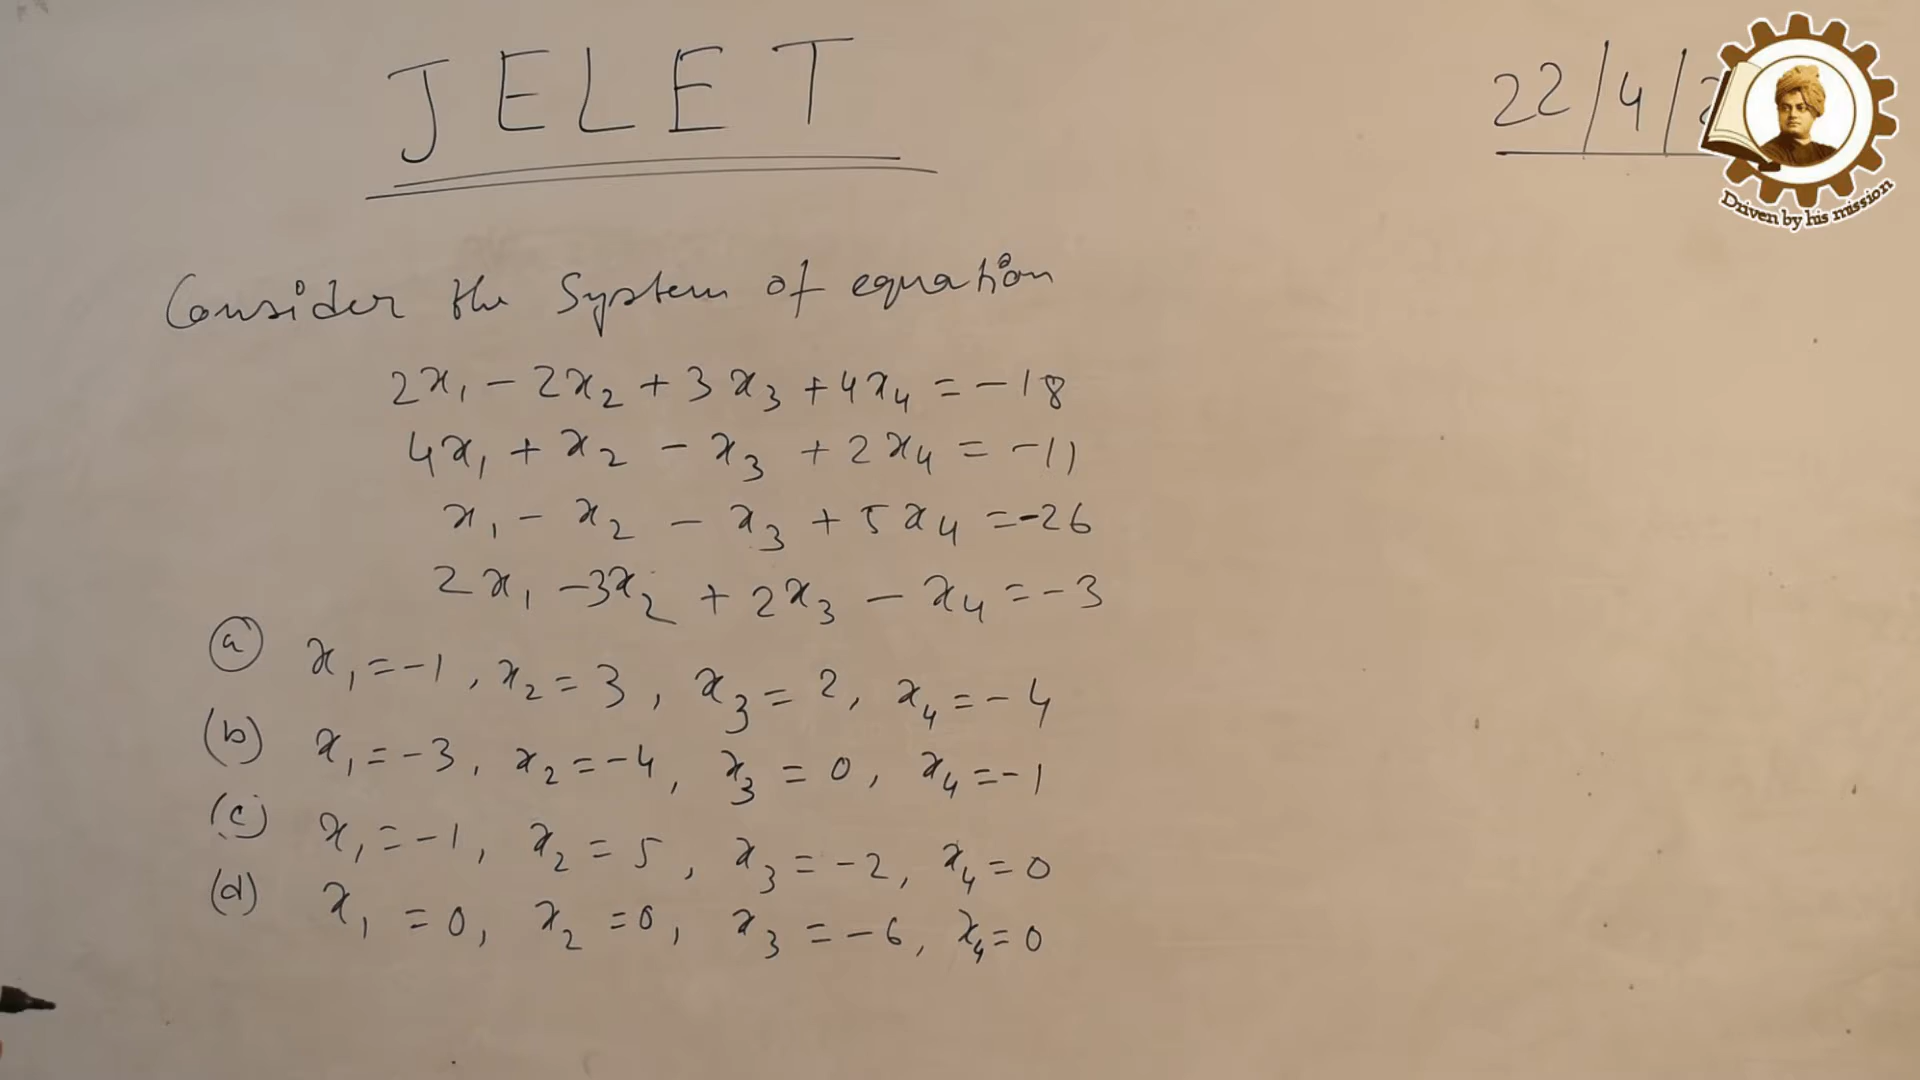 JELET
22/4/2
Driven by his mission
Consider the System of equation
2x₁ - 2x₂ + 3x₃ + 4x₄ = -18
4x₁ + x₂ - x₃ + 2x₄ = -11
x₁ - x₂ - x₃ + 5x₄ = -26
2x₁ - 3x₂ + 2x₃ - x₄ = -3
(a) x₁ = -1, x₂ = 3, x₃ = 2, x₄ = -4
(b) x₁ = -3, x₂ = -4, x₃ = 0, x₄ = -1
(c) x₁ = -1, x₂ = 5, x₃ = -2, x₄ = 0
(d) x₁ = 0, x₂ = 0, x₃ = -6, x₄ = 0